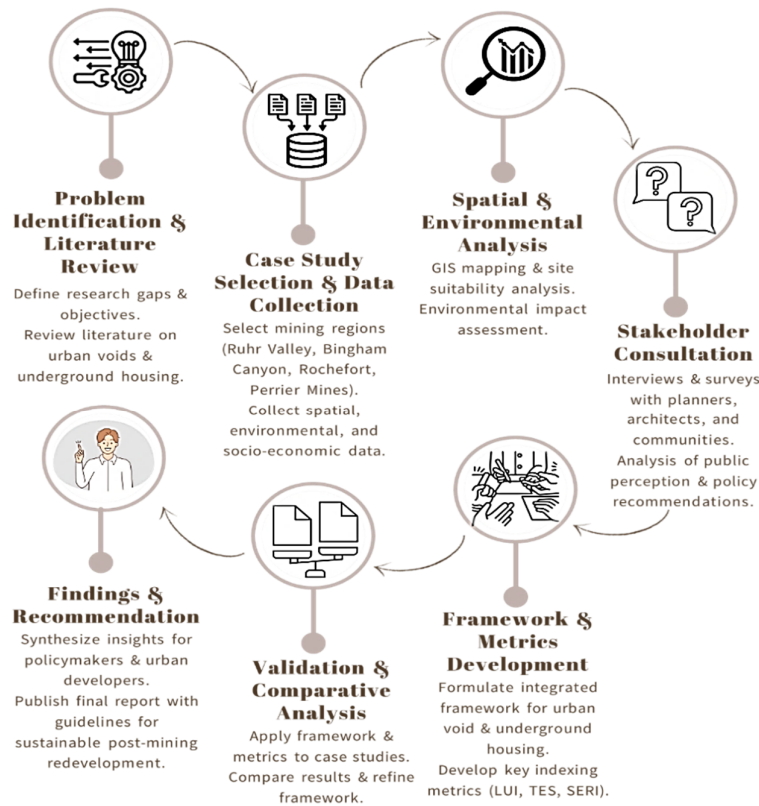 Problem
Identification &
Literature
Review
Define research gaps &
objectives.
Review literature on
urban voids &
underground housing.
Case Study
Selection & Data
Collection
Select mining regions
(Ruhr Valley, Bingham
Canyon, Rochefort,
Perrier Mines).
Collect spatial,
environmental, and
socio-economic data.
Spatial &
Environmental
Analysis
GIS mapping & site
suitability analysis.
Environmental impact
assessment.
? ?
Stakeholder
Consultation
Interviews & surveys
with planners,
architects, and
communities.
Analysis of public
perception & policy
recommendations.
Framework &
Metrics
Development
Formulate integrated
framework for urban
void & underground
housing.
Develop key indexing
metrics (LUI, TES, SERI).
Validation &
Comparative
Analysis
Apply framework &
metrics to case studies.
Compare results & refine
framework.
Findings &
Recommendation
Synthesize insights for
policymakers & urban
developers.
Publish final report with
guidelines for
sustainable post-mining
redevelopment.